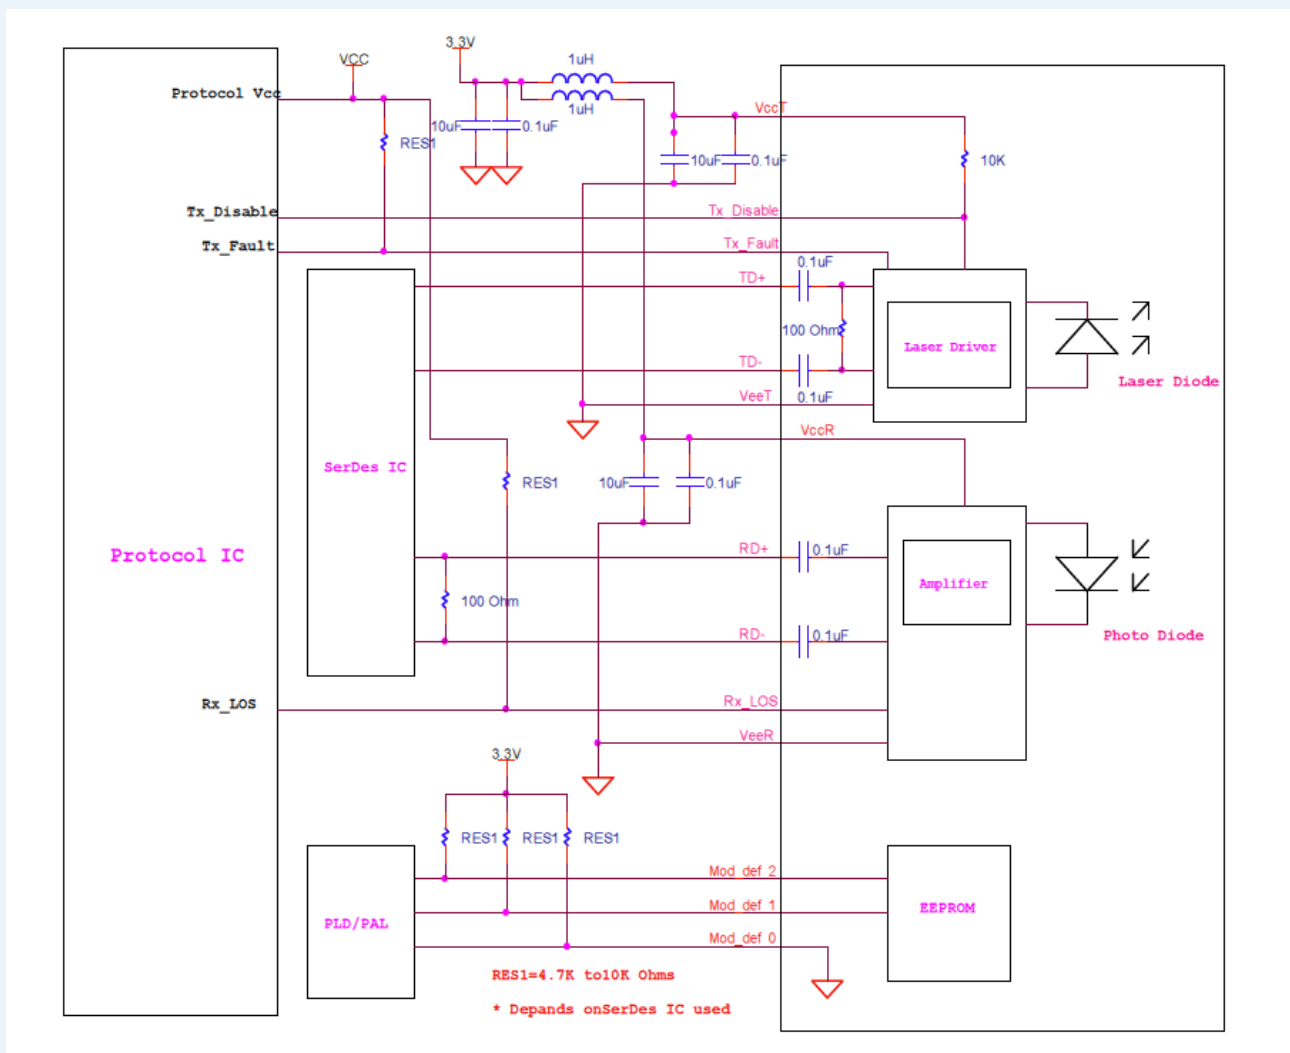 3.3V
VCC
1uH
Protocol Vcc
1uH
VccT
10uF
0.1uF
RES1
10uF
0.1uF
10K
Tx_Disable
Tx_Disable
Tx_Fault
Tx_Fault
0.1uF
TD+
100 Ohm
Laser Driver
TD-
Laser Diode
VeeT
0.1uF
VccR
SerDes IC
RES1
10uF
0.1uF
RD+
0.1uF
Protocol IC
Amplifier
100 Ohm
RD-
0.1uF
Photo Diode
Rx_LOS
Rx_LOS
VeeR
3.3V
RES1
RES1
RES1
Mod_def 2
Mod_def 1
EEPROM
PLD/PAL
Mod_def 0
RES1=4.7K to10K Ohms
* Depands onSerDes IC used